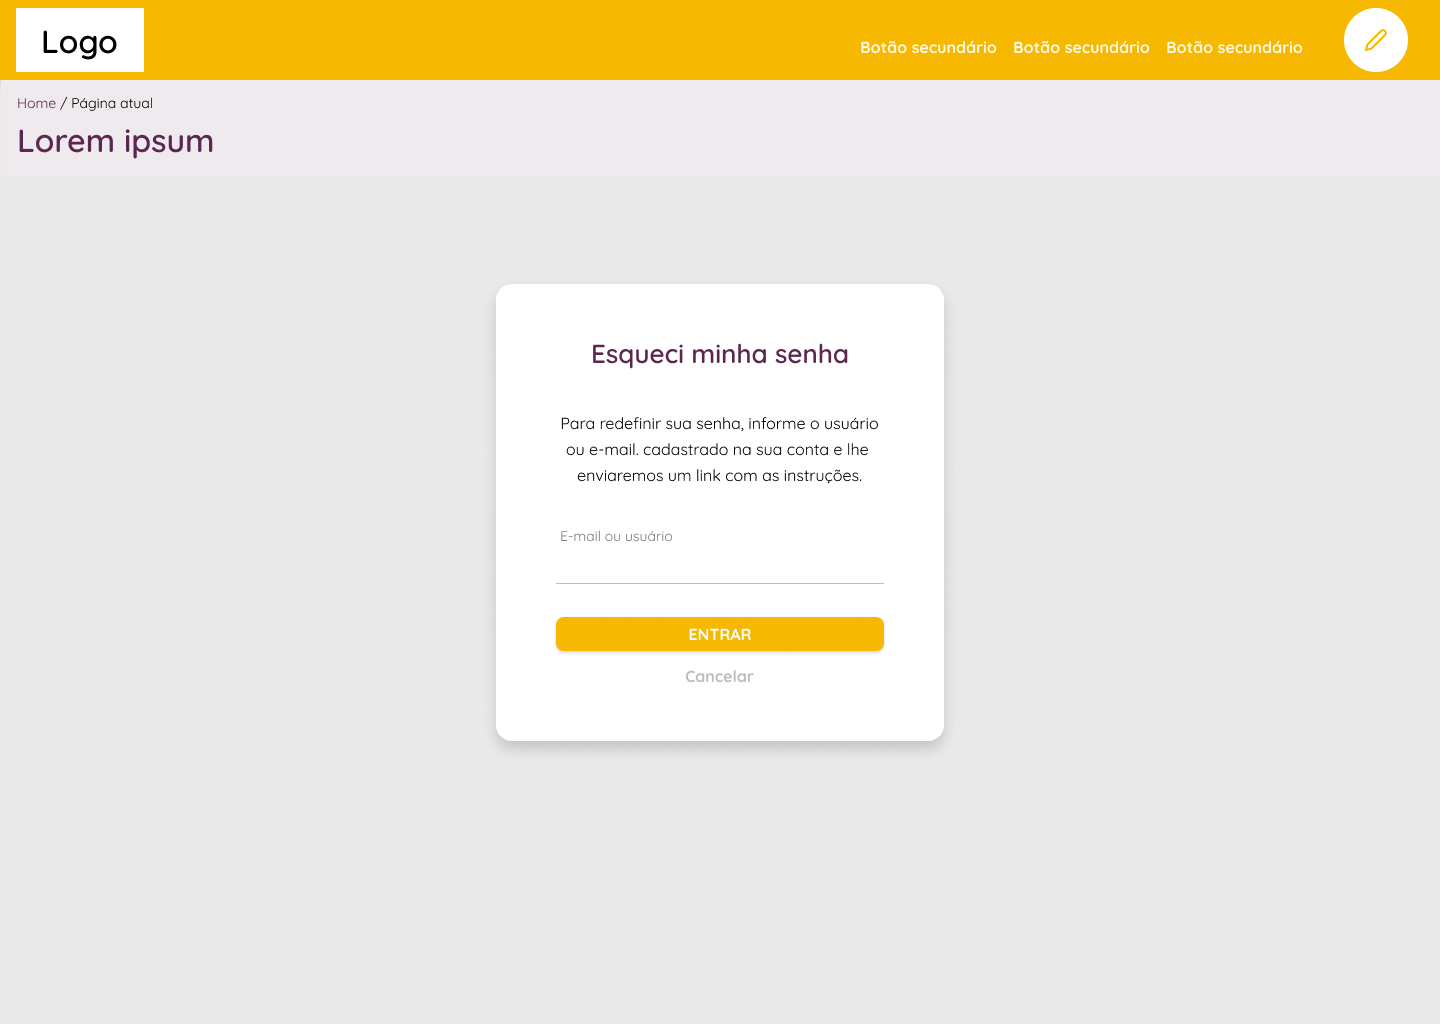 Logo
Botão secundário Botão secundário Botão secundário
Home / Página atual
Lorem ipsum
Esqueci minha senha
Para redefinir sua senha, informe o usuário
ou e-mail. cadastrado na sua conta e lhe
enviaremos um link com as instruções.
E-mail ou usuário
ENTRAR
Cancelar